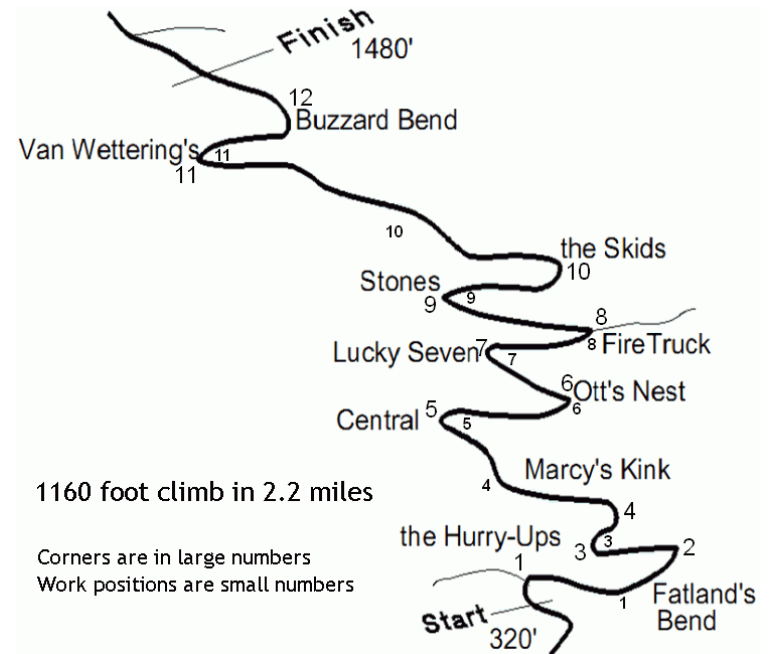 Finish
1480'
12
Buzzard Bend
Van Wettering's
11
11
10
the Skids
10
Stones
9
9
8
8
FireTruck
Lucky Seven
7
7
6
Ott's Nest
6
Central
5
5
Marcy's Kink
4
4
1160 foot climb in 2.2 miles
the Hurry-Ups
3
3
2
1
Corners are in large numbers
Work positions are small numbers
1
Fatland's
Bend
Start
320'